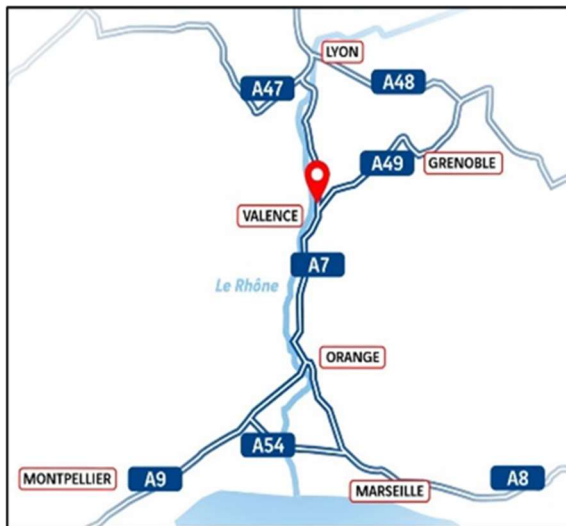 LYON
A47
A48
A49
GRENOBLE
VALENCE
A7
Le Rhône
ORANGE
A54
MONTPELLIER
A9
MARSEILLE
A8